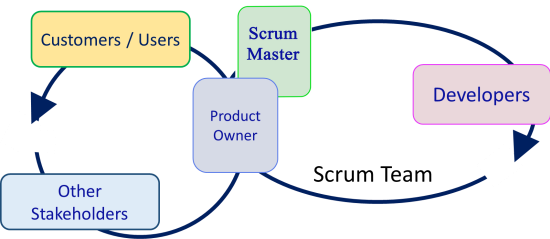 Customers / Users
Scrum
Master
Developers
Product
Owner
Scrum Team
Other
Stakeholders